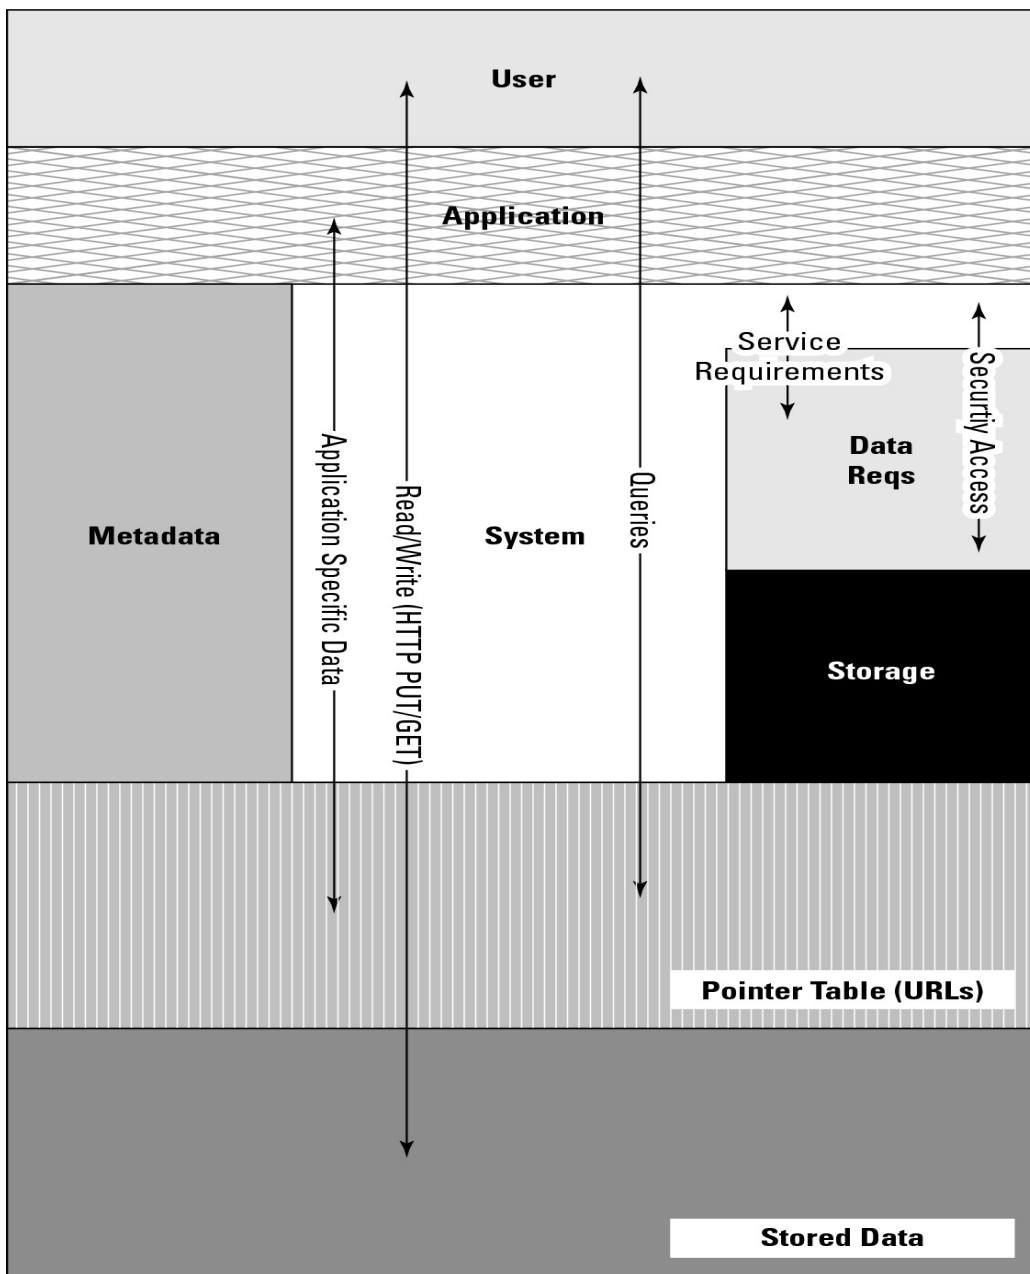 User
Application
Service
Requirements
Securtiy Access
Data
Reqs
Application Specific Data
Read/Write (HTTP PUT/GET)
Queries
Metadata
System
Storage
Pointer Table (URLs)
Stored Data